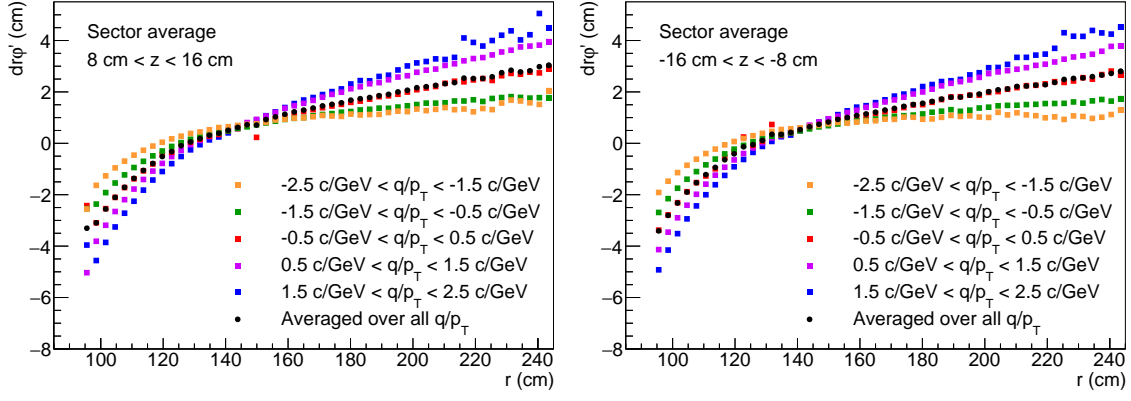 drφ' (cm)
4
2
0
−2
−4
−6
−8
Sector average
8 cm < z < 16 cm
-2.5 c/GeV < q/p_T < -1.5 c/GeV
-1.5 c/GeV < q/p_T < -0.5 c/GeV
-0.5 c/GeV < q/p_T < 0.5 c/GeV
0.5 c/GeV < q/p_T < 1.5 c/GeV
1.5 c/GeV < q/p_T < 2.5 c/GeV
Averaged over all q/p_T
100 120 140 160 180 200 220 240
r (cm)
drφ' (cm)
4
2
0
−2
−4
−6
−8
Sector average
-16 cm < z < -8 cm
-2.5 c/GeV < q/p_T < -1.5 c/GeV
-1.5 c/GeV < q/p_T < -0.5 c/GeV
-0.5 c/GeV < q/p_T < 0.5 c/GeV
0.5 c/GeV < q/p_T < 1.5 c/GeV
1.5 c/GeV < q/p_T < 2.5 c/GeV
Averaged over all q/p_T
100 120 140 160 180 200 220 240
r (cm)